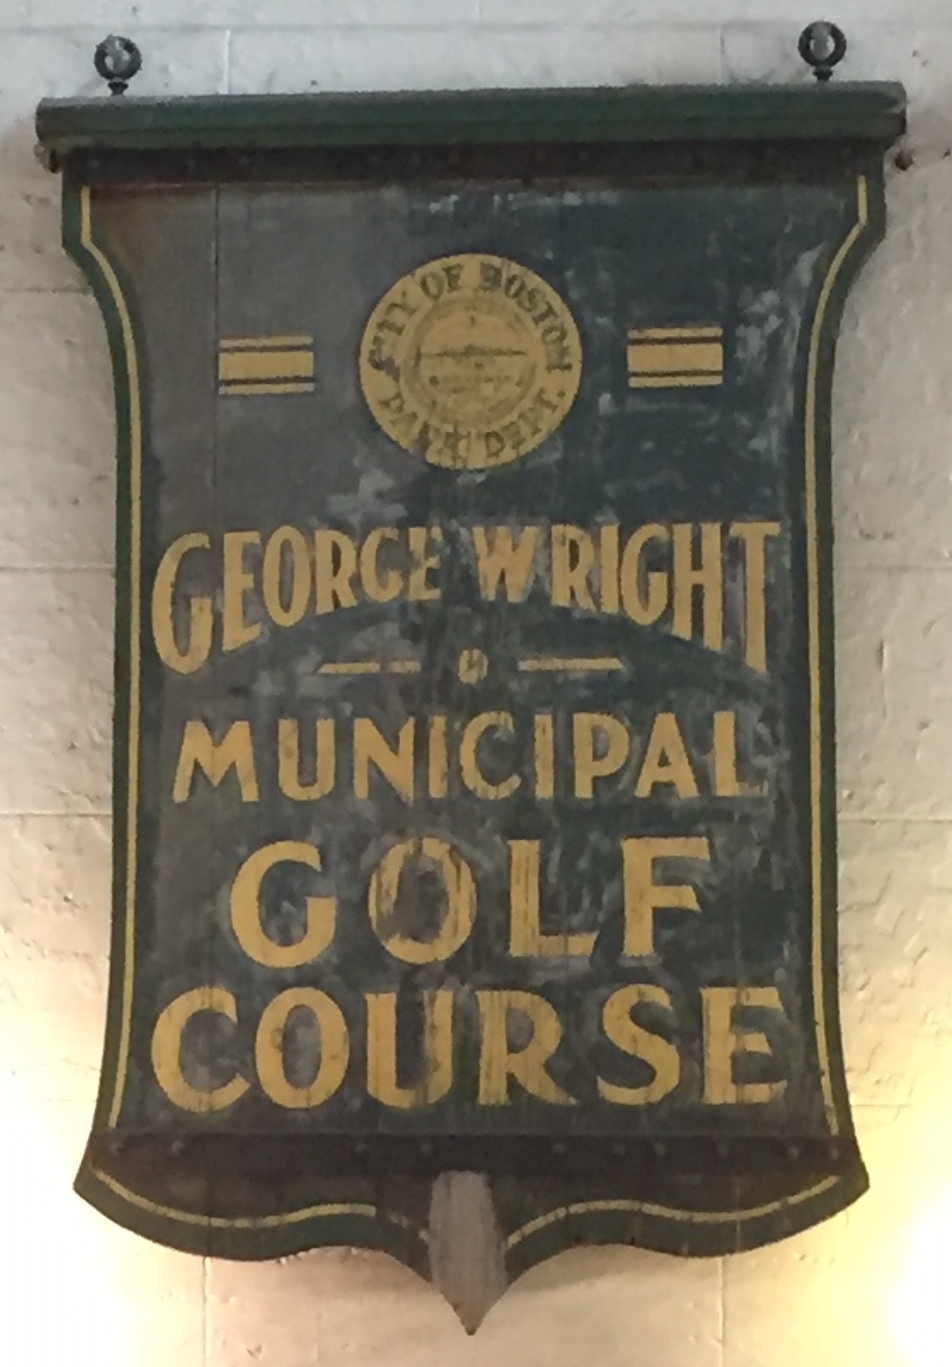 CITY OF BOSTON
PARK DEPT.
GEORGE WRIGHT
MUNICIPAL
GOLF
COURSE